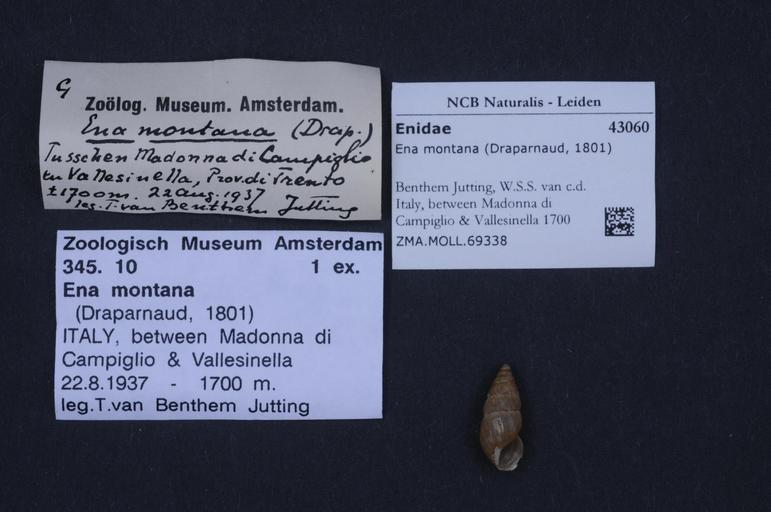 G
Zoölog. Museum. Amsterdam.
Ena montana (Drap.)
Tusschen Madonna di Campiglio
en Vallesinella, Prov. di Trento
± 1700 m. 22 Aug. 1937
leg. T. van Benthem Jutting
NCB Naturalis - Leiden
Enidae 43060
Ena montana (Draparnaud, 1801)
Benthem Jutting, W.S.S. van c.d.
Italy, between Madonna di
Campiglio & Vallesinella 1700
ZMA.MOLL.69338
Zoologisch Museum Amsterdam
345. 10 1 ex.
Ena montana
(Draparnaud, 1801)
ITALY, between Madonna di
Campiglio & Vallesinella
22.8.1937 - 1700 m.
leg.T.van Benthem Jutting